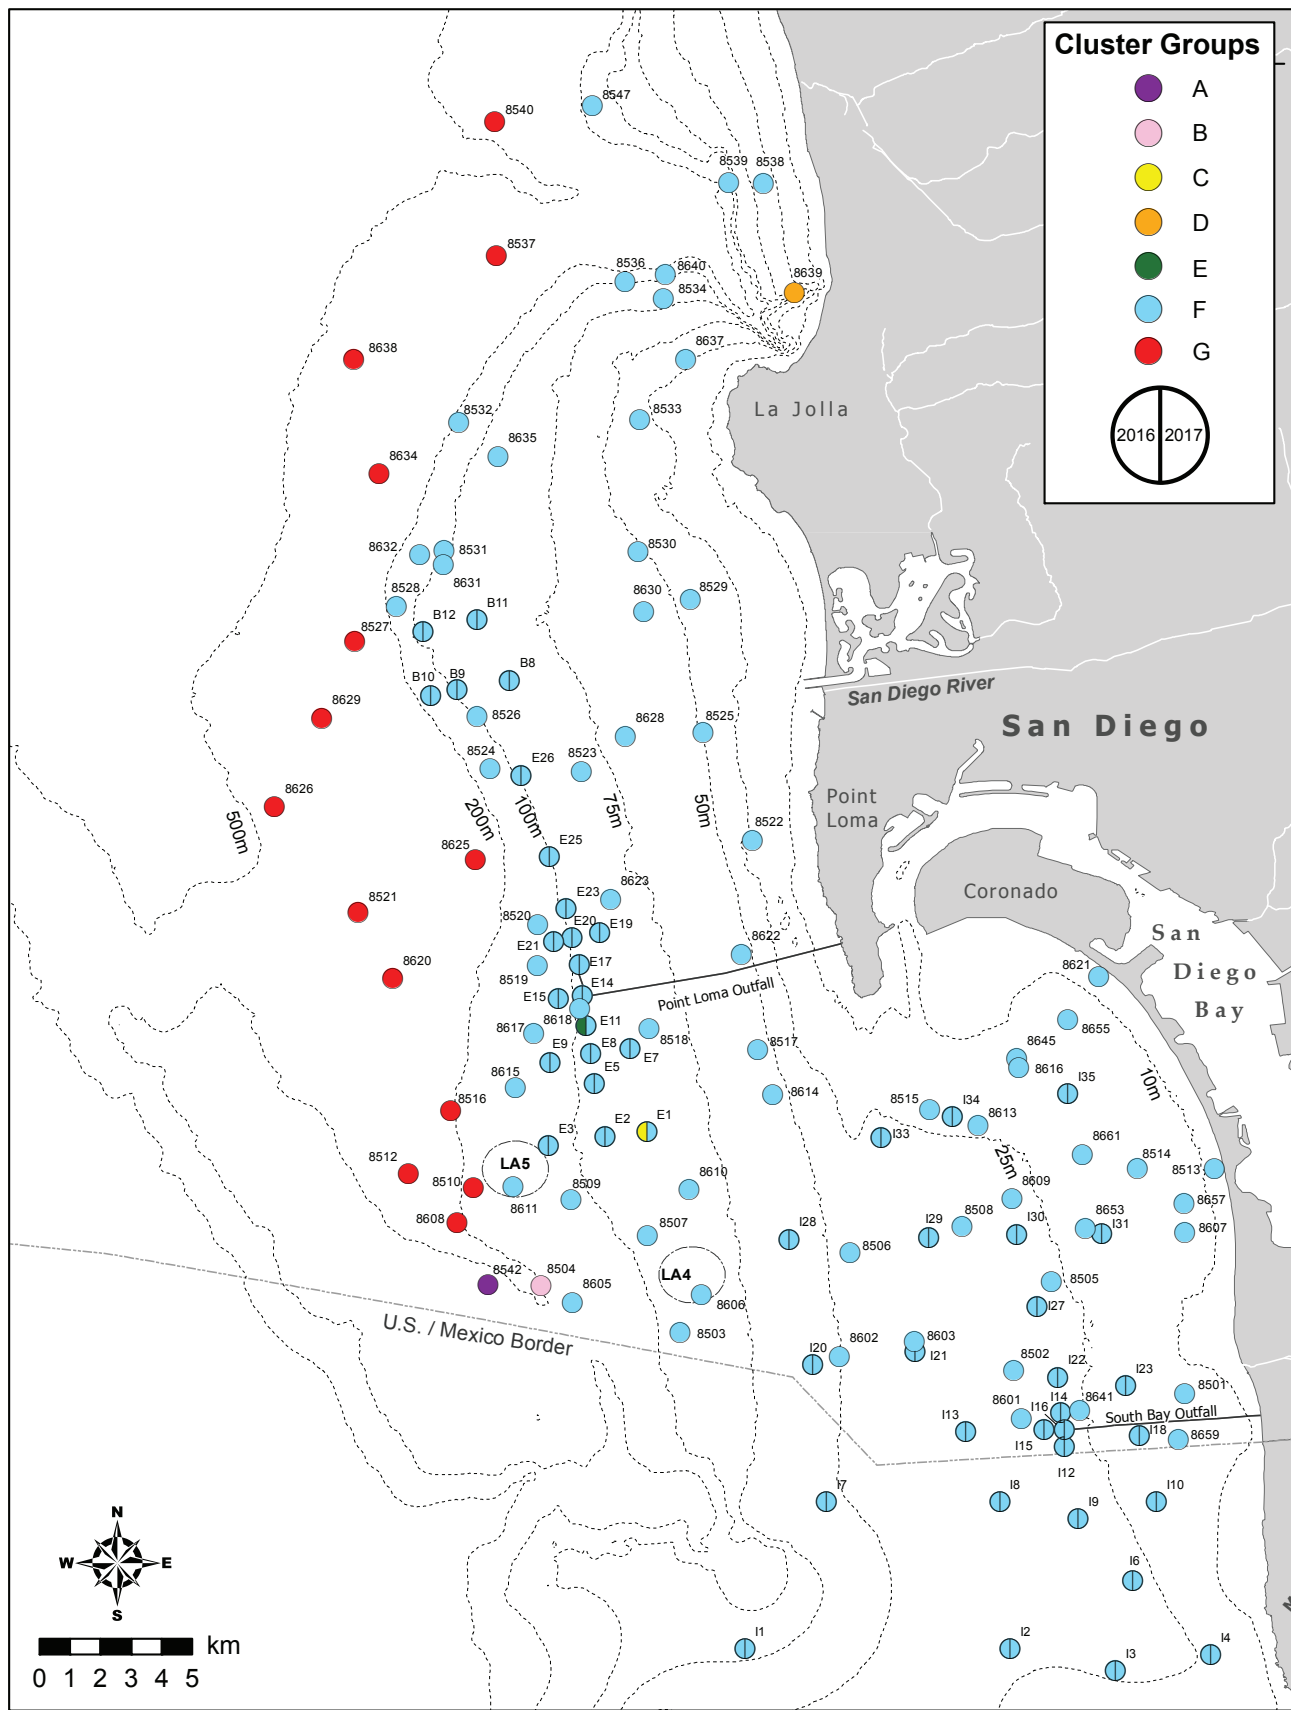 Cluster Groups
A
B
C
D
E
F
G
2016 2017
8547
8540
8539
8538
8537
8536
8640
8534
8639
8638
8637
8532
8533
La Jolla
8635
8634
8632
8531
8530
8631
8528
8630
8529
B12
B11
8527
B10
B9
B8
San Diego River
8629
8526
8628
8525
San Diego
8524
E26
8523
8626
500m
200m
100m
75m
50m
Point
Loma
8522
8625
E25
8521
E23
8623
Coronado
8520
E20
E19
E21
8622
San
Diego
Bay
8620
8519
E17
8621
E15
E14
Point Loma Outfall
8617
8618
E11
8518
8655
E9
E8
E7
8517
8645
8616
10m
8615
E5
8614
I35
8516
E3
E2
E1
8515
I34
8613
I33
25m
8661
8514
8513
8512
LA5
8510
8611
8509
8610
8609
8657
8608
8507
I28
I29
8508
I30
8653
I31
8607
8506
8542
8504
8605
LA4
8606
8505
I27
U.S. / Mexico Border
8503
I20
8602
8603
I21
8502
I22
I23
8501
I13
8601
I16
I14
8641
South Bay Outfall
I15
I18
8659
I12
I7
I8
I9
I10
I6
N
W E
S
I1
I2
I3
I4
km
0 1 2 3 4 5